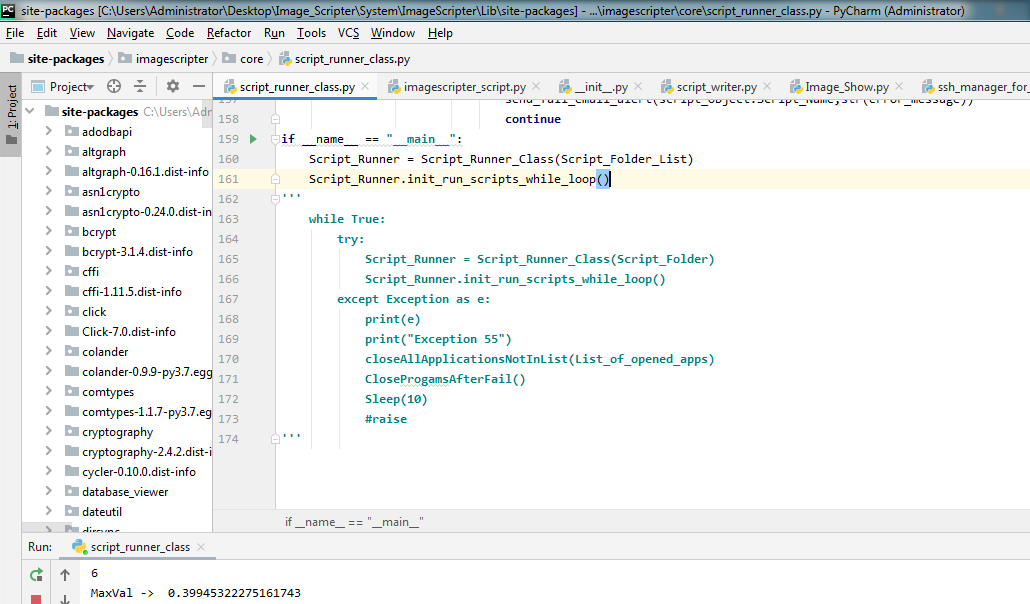 site-packages [C:\Users\Administrator\Desktop\Image_Scripter\System\ImageScripter\Lib\site-packages] - ...\imagescripter\core\script_runner_class.py - PyCharm (Administrator)
File Edit View Navigate Code Refactor Run Tools VCS Window Help
site-packages imagescripter core script_runner_class.py
1: Project
Project
script_runner_class.py imagescripter_script.py __init__.py script_writer.py Image_Show.py ssh_manager_for_
site-packages C:\Users\Adn
adodbapi
altgraph
altgraph-0.16.1.dist-info
asn1crypto
asn1crypto-0.24.0.dist-in
bcrypt
bcrypt-3.1.4.dist-info
cffi
cffi-1.11.5.dist-info
click
Click-7.0.dist-info
colander
colander-0.9.9-py3.7.egg
comtypes
comtypes-1.1.7-py3.7.eg
cryptography
cryptography-2.4.2.dist-i
cycler-0.10.0.dist-info
database_viewer
dateutil
dirsync
157 send_fail_email_alert(script_object.Script_Name,str(error_message))
158 continue
159 if __name__ == "__main__":
160 Script_Runner = Script_Runner_Class(Script_Folder_List)
161 Script_Runner.init_run_scripts_while_loop()
162 '''
163 while True:
164 try:
165 Script_Runner = Script_Runner_Class(Script_Folder)
166 Script_Runner.init_run_scripts_while_loop()
167 except Exception as e:
168 print(e)
169 print("Exception 55")
170 closeAllApplicationsNotInList(List_of_opened_apps)
171 CloseProgamsAfterFail()
172 Sleep(10)
173 #raise
174 '''
if __name__ == "__main__"
Run: script_runner_class
6
MaxVal -> 0.39945322275161743